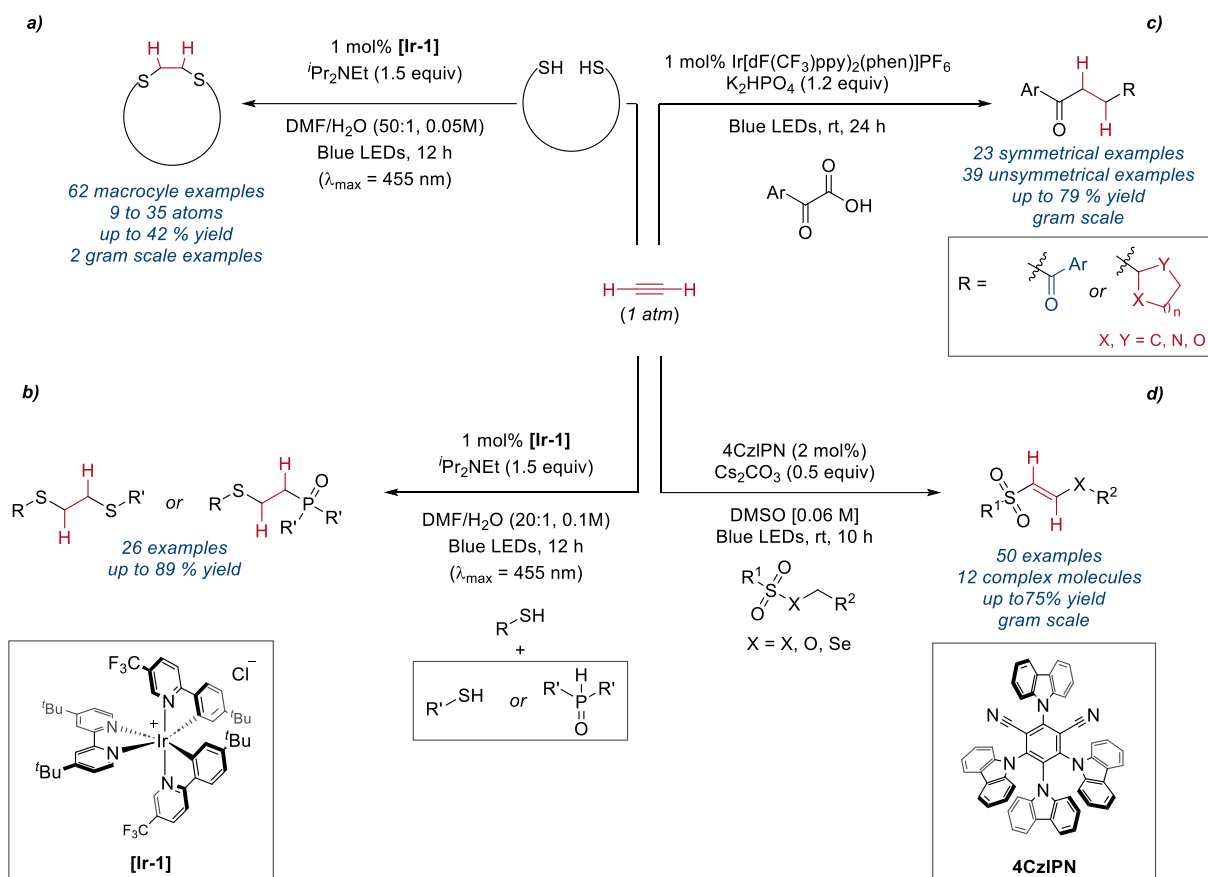 a)
H H
S S
62 macrocyle examples
9 to 35 atoms
up to 42 % yield
2 gram scale examples
1 mol% [Ir-1]
iPr2NEt (1.5 equiv)
DMF/H2O (50:1, 0.05M)
Blue LEDs, 12 h
(λmax = 455 nm)
SH HS
1 mol% Ir[dF(CF3)ppy)2(phen)]PF6
K2HPO4 (1.2 equiv)
Blue LEDs, rt, 24 h
O
Ar
OH
O
c)
H
Ar R
O H
23 symmetrical examples
39 unsymmetrical examples
up to 79 % yield
gram scale
R =
Ar
O
or
Y
X
n
X, Y = C, N, O
H H
(1 atm)
b)
H
R S
S R'
H
or
H
R S
O
P
R' R'
H
26 examples
up to 89 % yield
1 mol% [Ir-1]
iPr2NEt (1.5 equiv)
DMF/H2O (20:1, 0.1M)
Blue LEDs, 12 h
(λmax = 455 nm)
R SH
+
R' SH
or
H
R' P R'
O
d)
4CzIPN (2 mol%)
Cs2CO3 (0.5 equiv)
DMSO [0.06 M]
Blue LEDs, rt, 10 h
R1 O
S
O X R2
X = X, O, Se
H
O X
S R2
R1 O H
50 examples
12 complex molecules
up to75% yield
gram scale
F3C
Cl−
N
tBu
N + Ir
N
tBu
tBu
tBu
N
F3C
[Ir-1]
N
NC CN
N N
N
4CzIPN